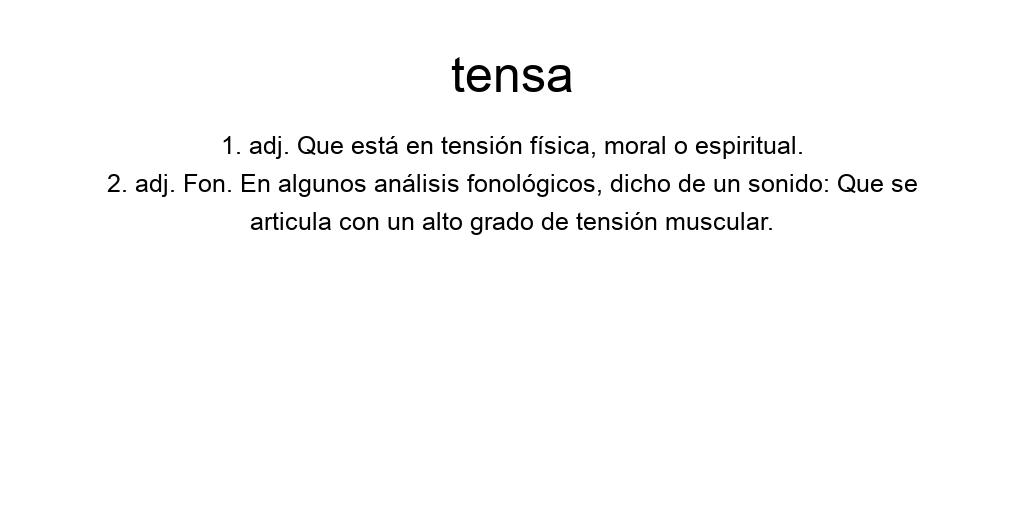 tensa
1. adj. Que está en tensión física, moral o espiritual.
2. adj. Fon. En algunos análisis fonológicos, dicho de un sonido: Que se
articula con un alto grado de tensión muscular.